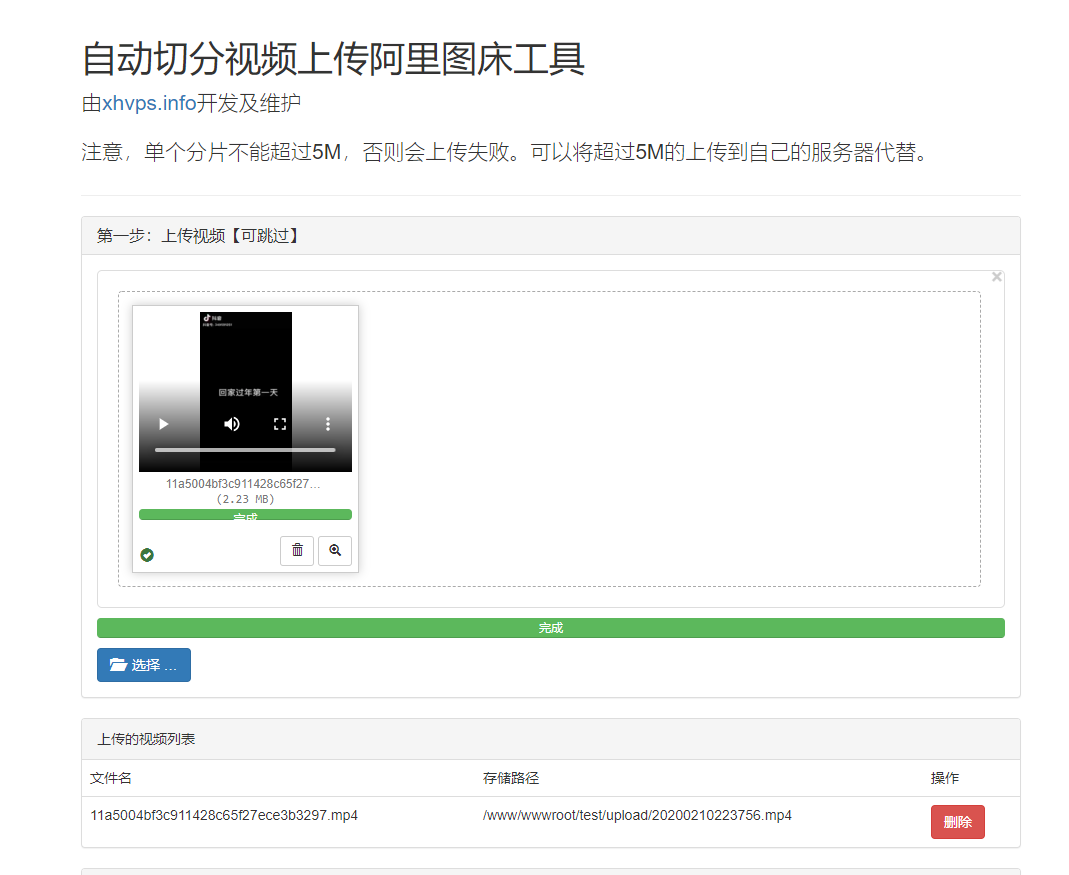 自动切分视频上传阿里图床工具
由xhvps.info开发及维护
注意，单个分片不能超过5M，否则会上传失败。可以将超过5M的上传到自己的服务器代替。
第一步：上传视频【可跳过】
抖音
回家过年第一天
11a5004bf3c911428c65f27...
(2.23 MB)
完成
完成
选择 ...
上传的视频列表
文件名 存储路径 操作
11a5004bf3c911428c65f27ece3b3297.mp4 /www/wwwroot/test/upload/20200210223756.mp4 删除